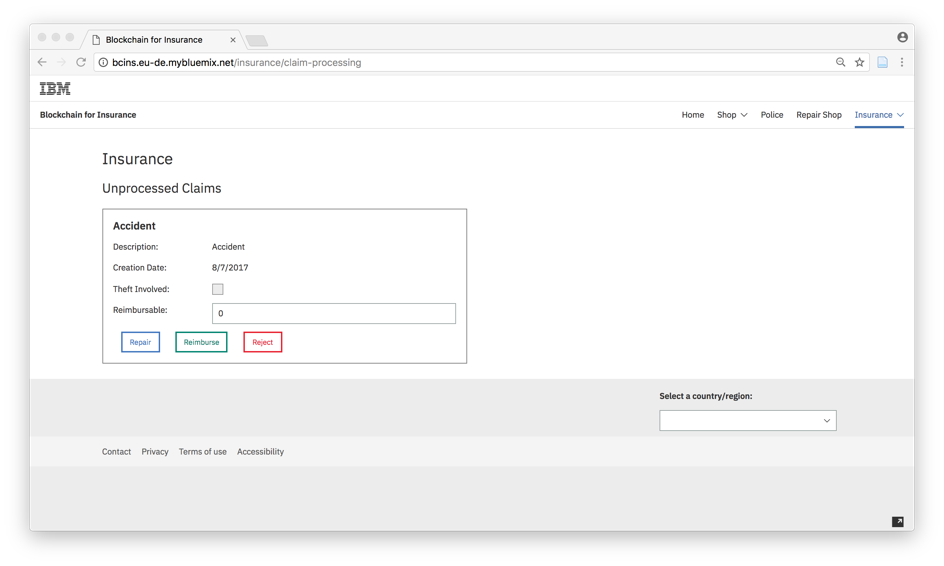 Blockchain for Insurance
bcins.eu-de.mybluemix.net/insurance/claim-processing
IBM
Blockchain for Insurance Home Shop Police Repair Shop Insurance
Insurance
Unprocessed Claims
Accident
Description: Accident
Creation Date: 8/7/2017
Theft Involved:
Reimbursable: 0
Repair Reimburse Reject
Select a country/region:
Contact Privacy Terms of use Accessibility